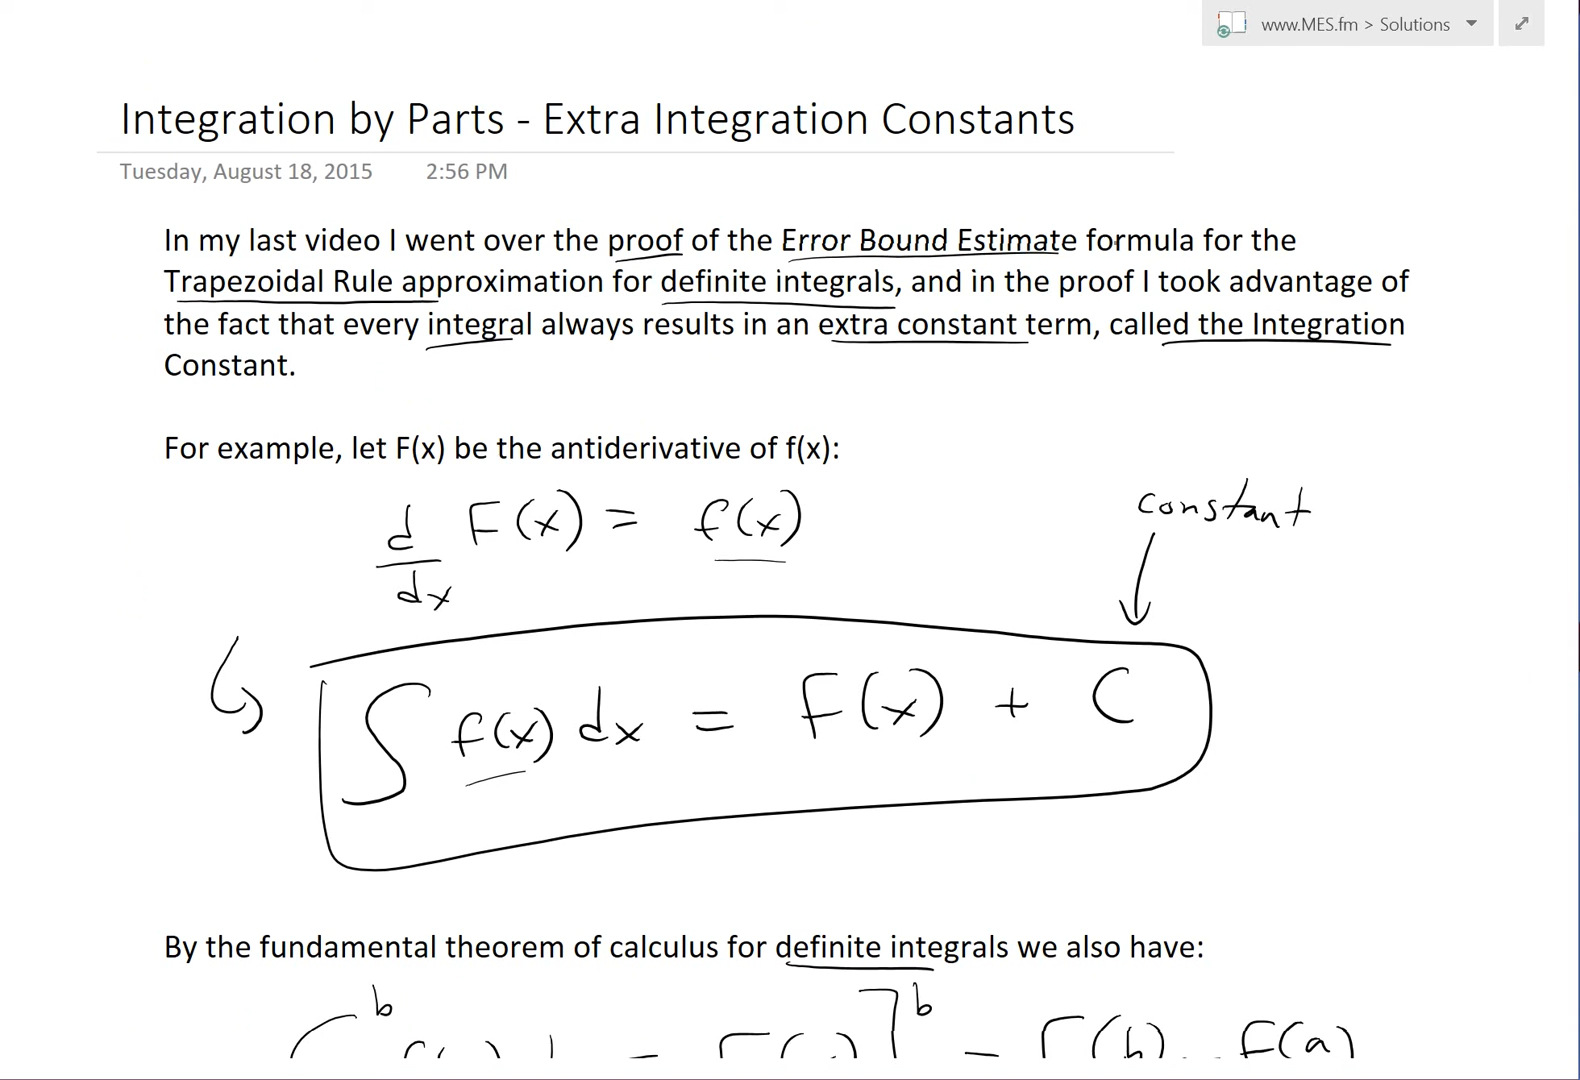 www.MES.fm > Solutions
Integration by Parts - Extra Integration Constants
Tuesday, August 18, 2015 2:56 PM
In my last video I went over the proof of the Error Bound Estimate formula for the
Trapezoidal Rule approximation for definite integrals, and in the proof I took advantage of
the fact that every integral always results in an extra constant term, called the Integration
Constant.
For example, let F(x) be the antiderivative of f(x):
constant
d/dx F(x) = f(x)
∫ f(x) dx = F(x) + C
By the fundamental theorem of calculus for definite integrals we also have:
b ]b
F(a)